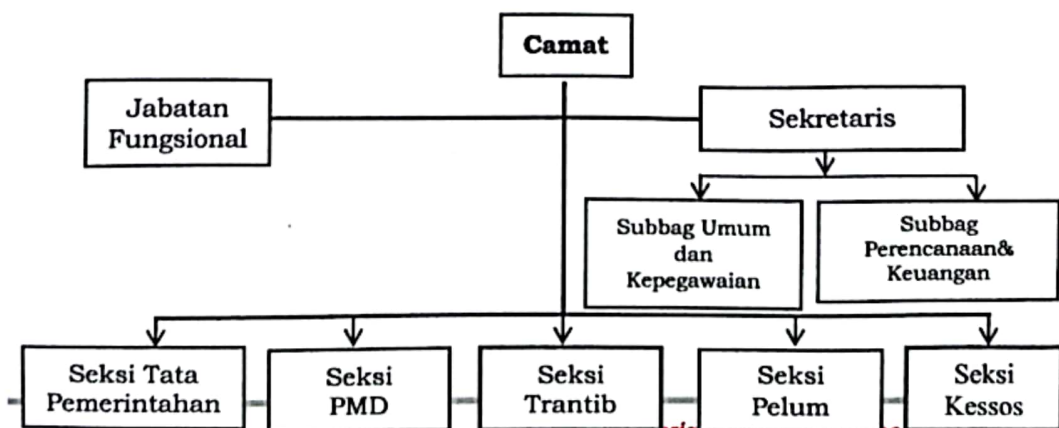 Camat
Jabatan
Fungsional
Sekretaris
Subbag Umum
dan
Kepegawaian
Subbag
Perencanaan&
Keuangan
Seksi Tata
Pemerintahan
Seksi
PMD
Seksi
Trantib
Seksi
Pelum
Seksi
Kessos